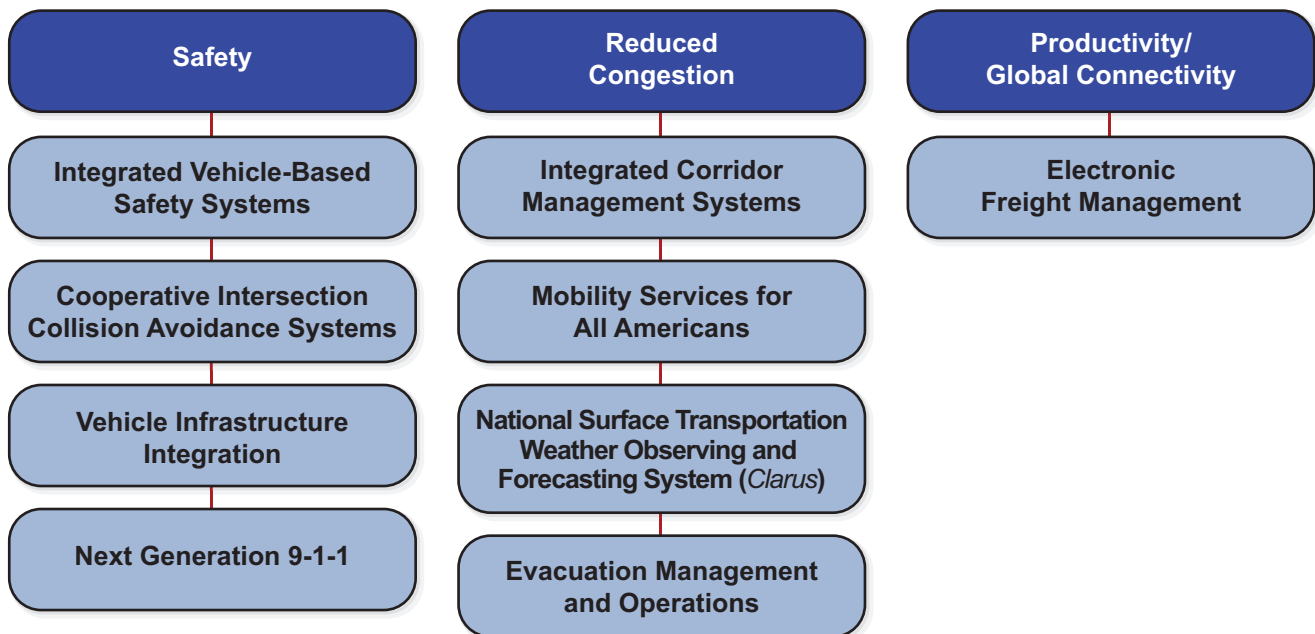 Safety
Integrated Vehicle-Based
Safety Systems
Cooperative Intersection
Collision Avoidance Systems
Vehicle Infrastructure
Integration
Next Generation 9-1-1
Reduced
Congestion
Integrated Corridor
Management Systems
Mobility Services for
All Americans
National Surface Transportation
Weather Observing and
Forecasting System (Clarus)
Evacuation Management
and Operations
Productivity/
Global Connectivity
Electronic
Freight Management